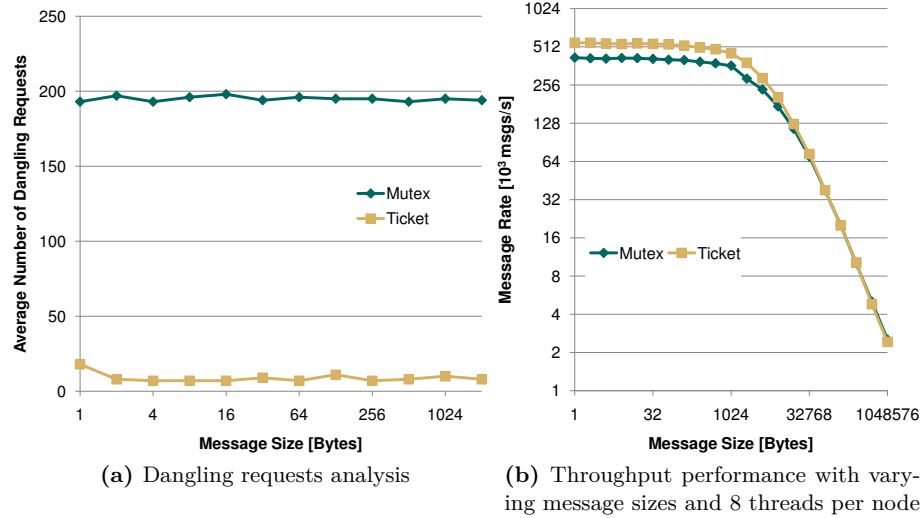 Average Number of Dangling Requests
250
200
150
100
50
0
Mutex
Ticket
1 4 16 64 256 1024
Message Size [Bytes]
(a) Dangling requests analysis
Message Rate [10³ msgs/s]
1024
512
256
128
64
32
16
8
4
2
1
Mutex Ticket
1 32 1024 32768 1048576
Message Size [Bytes]
(b) Throughput performance with vary-
ing message sizes and 8 threads per node